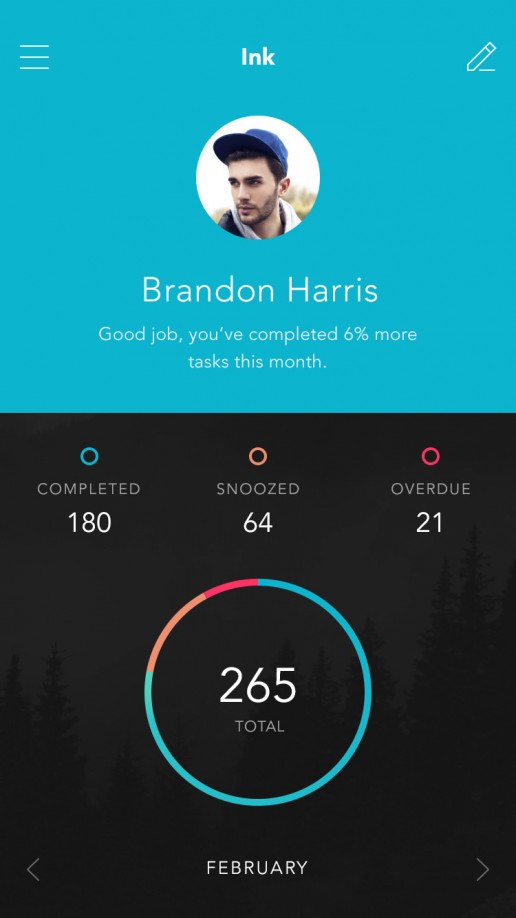 Ink
Brandon Harris
Good job, you've completed 6% more
tasks this month.
COMPLETED
180
SNOOZED
64
OVERDUE
21
265
TOTAL
FEBRUARY